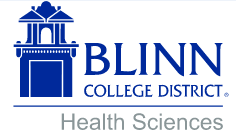 BLINN
COLLEGE DISTRICT®
Health Sciences